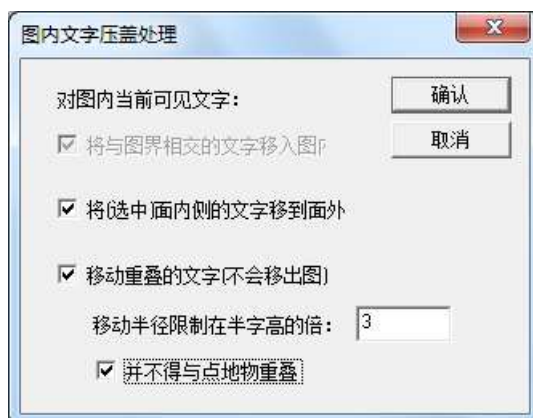 图内文字压盖处理
对图内当前可见文字:
确认
将与图界相交的文字移入图
取消
将(选中)面内侧的文字移到面外
移动重叠的文字(不会移出图)
移动半径限制在半字高的倍: 3
并不得与点地物重叠